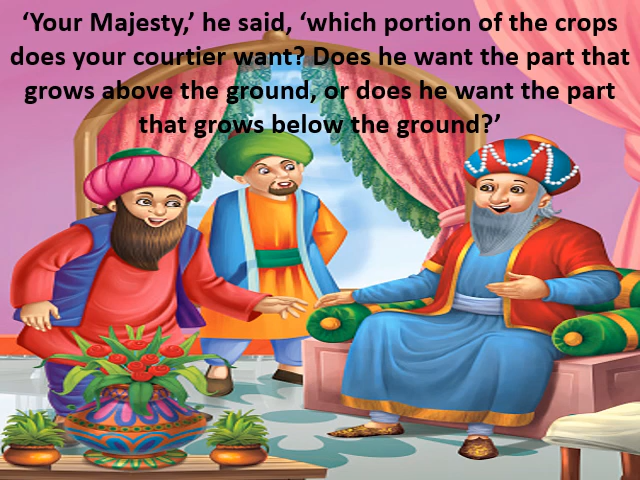 ‘Your Majesty,’ he said, ‘which portion of the crops
does your courtier want? Does he want the part that
grows above the ground, or does he want the part
that grows below the ground?’